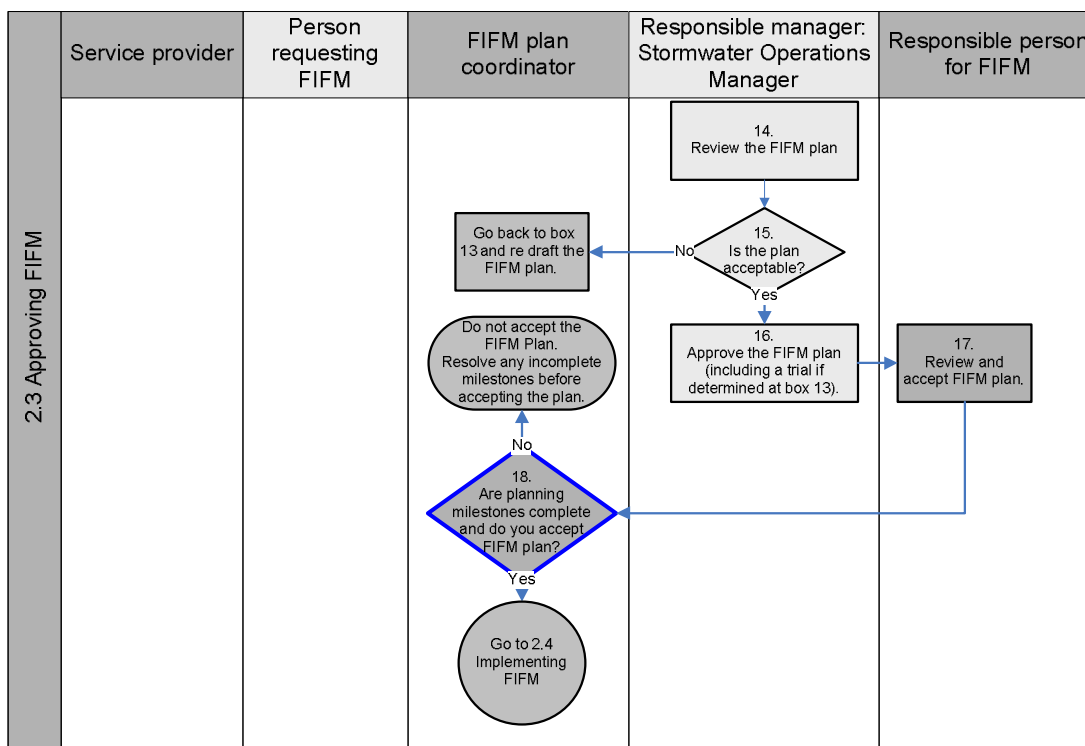 Service provider
Person
requesting
FIFM
FIFM plan
coordinator
Responsible manager:
Stormwater Operations
Manager
Responsible person
for FIFM
2.3 Approving FIFM
14.
Review the FIFM plan
15.
Is the plan
acceptable?
No
Go back to box
13 and re draft the
FIFM plan.
Yes
16.
Approve the FIFM plan
(including a trial if
determined at box 13).
17.
Review and
accept FIFM plan.
Do not accept the
FIFM Plan.
Resolve any incomplete
milestones before
accepting the plan.
No
18.
Are planning
milestones complete
and do you accept
FIFM plan?
Yes
Go to 2.4
Implementing
FIFM